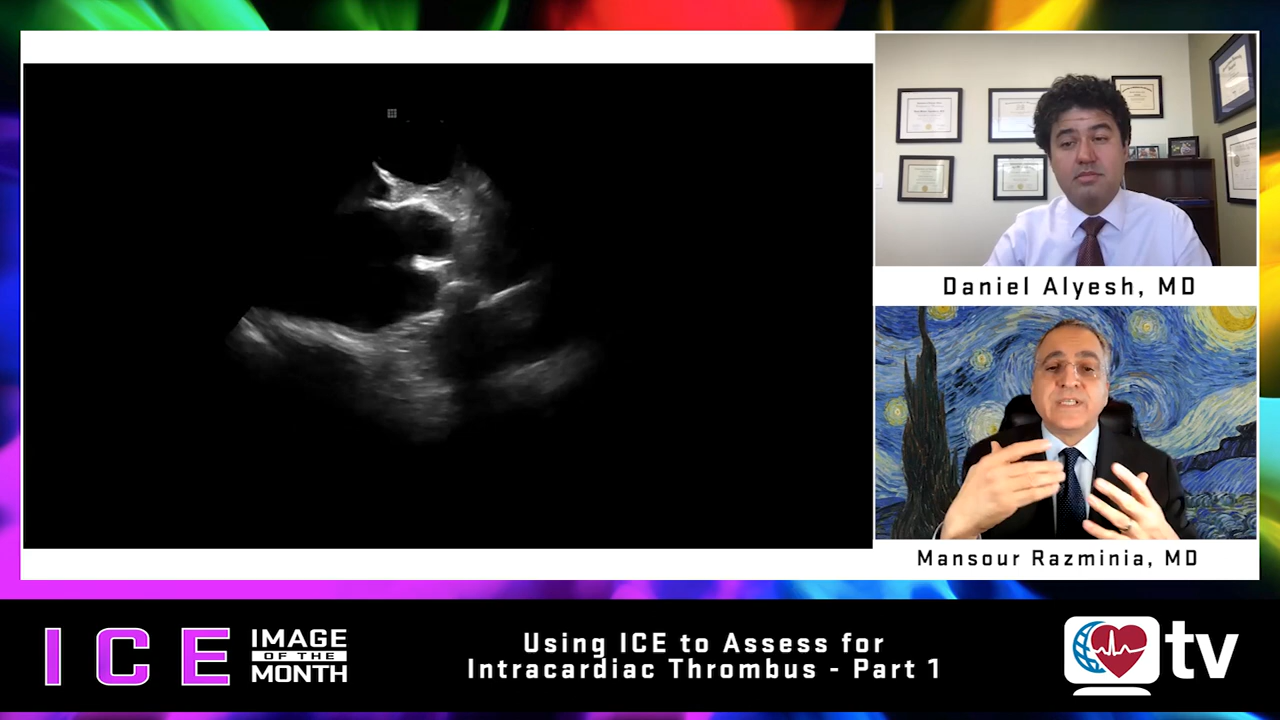 Daniel Alyesh, MD
Mansour Razminia, MD
ICE
IMAGE
OF THE
MONTH
Using ICE to Assess for
Intracardiac Thrombus - Part 1
tv